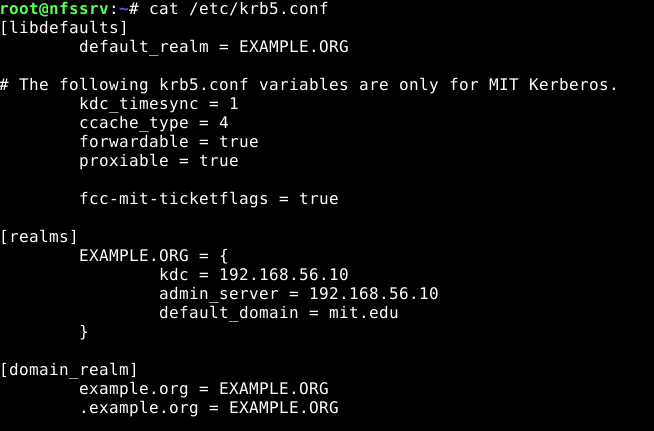 root@nfssrv:~# cat /etc/krb5.conf
[libdefaults]
        default_realm = EXAMPLE.ORG

# The following krb5.conf variables are only for MIT Kerberos.
        kdc_timesync = 1
        ccache_type = 4
        forwardable = true
        proxiable = true

        fcc-mit-ticketflags = true

[realms]
        EXAMPLE.ORG = {
                kdc = 192.168.56.10
                admin_server = 192.168.56.10
                default_domain = mit.edu
        }

[domain_realm]
        example.org = EXAMPLE.ORG
        .example.org = EXAMPLE.ORG